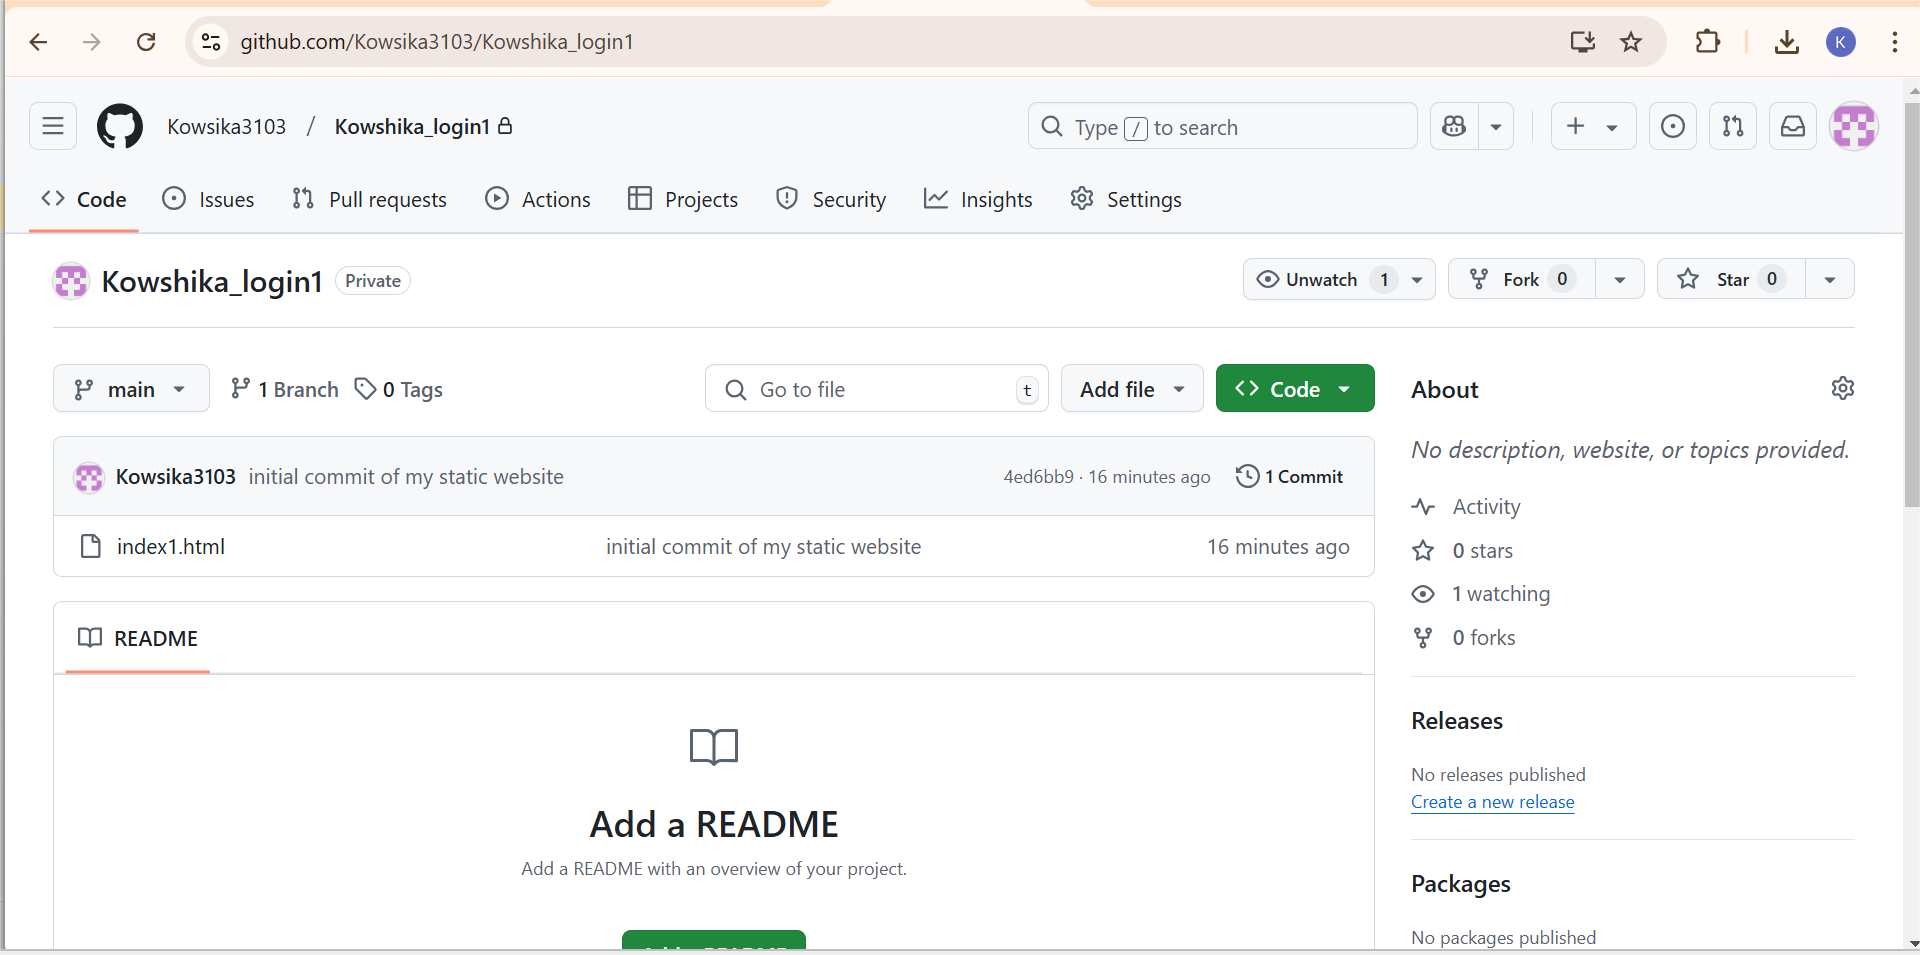 github.com/Kowsika3103/Kowshika_login1
K
Kowsika3103 / Kowshika_login1
Type / to search
Code
Issues
Pull requests
Actions
Projects
Security
Insights
Settings
Kowshika_login1 Private
Unwatch 1
Fork 0
Star 0
main
1 Branch
0 Tags
Go to file t
Add file
Code
Kowsika3103 initial commit of my static website 4ed6bb9 · 16 minutes ago 1 Commit
index1.html initial commit of my static website 16 minutes ago
README
Add a README
Add a README with an overview of your project.
About
No description, website, or topics provided.
Activity
0 stars
1 watching
0 forks
Releases
No releases published
Create a new release
Packages
No packages published